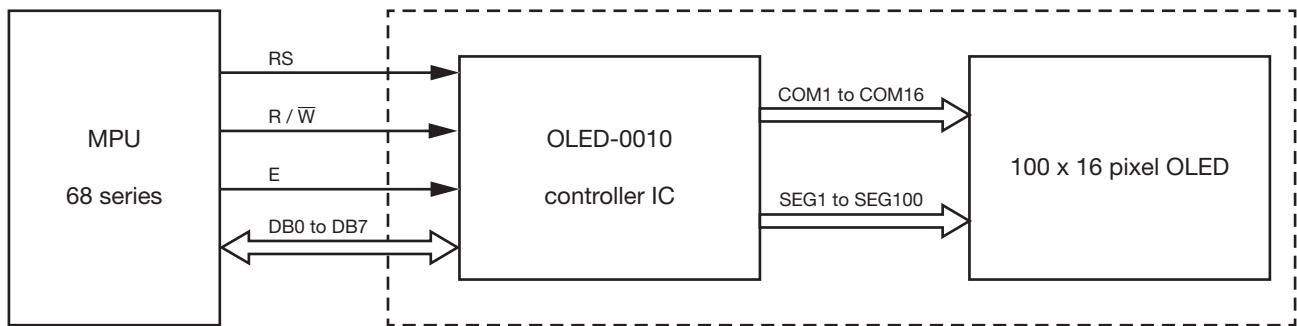 MPU
68 series
RS
R / W̅
E
DB0 to DB7
OLED-0010
controller IC
COM1 to COM16
SEG1 to SEG100
100 x 16 pixel OLED